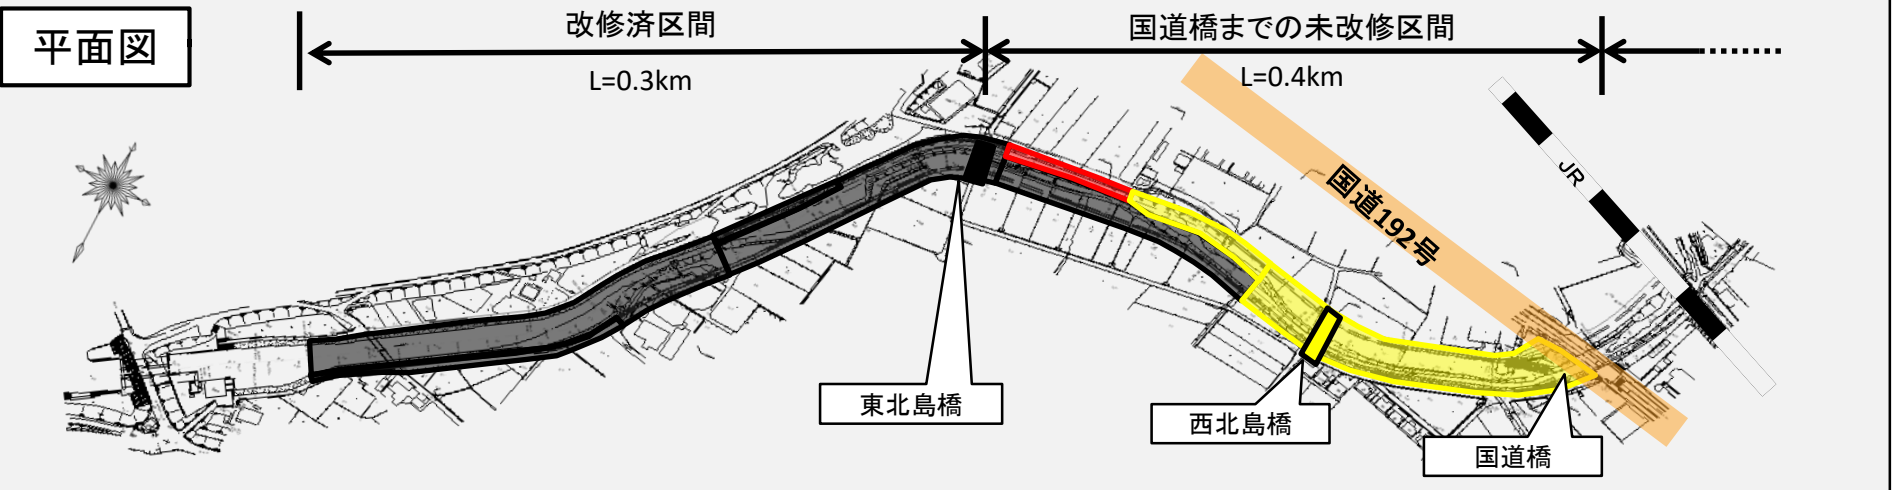 平面図
改修済区間
L=0.3km
国道橋までの未改修区間
L=0.4km
国道192号
JR
東北島橋
西北島橋
国道橋